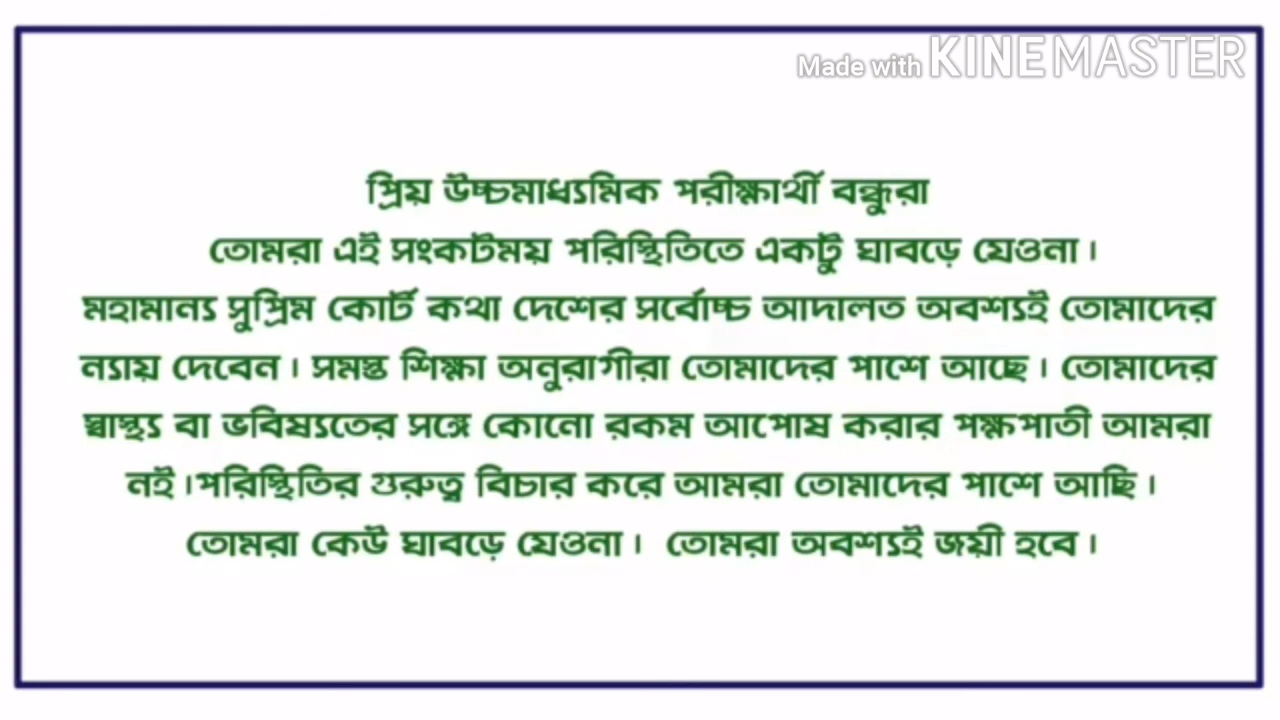 Made with KINEMASTER
প্রিয় উচ্চমাধ্যমিক পরীক্ষার্থী বন্ধুরা
তোমরা এই সংকটময় পরিস্থিতিতে একটু ঘাবড়ে যেওনা।
মহামান্য সুপ্রিম কোর্ট কথা দেশের সর্বোচ্চ আদালত অবশ্যই তোমাদের
ন্যায় দেবেন। সমস্ত শিক্ষা অনুরাগীরা তোমাদের পাশে আছে। তোমাদের
স্বাস্থ্য বা ভবিষ্যতের সঙ্গে কোনো রকম আপোষ করার পক্ষপাতী আমরা
নই।পরিস্থিতির গুরুত্ব বিচার করে আমরা তোমাদের পাশে আছি।
তোমরা কেউ ঘাবড়ে যেওনা। তোমরা অবশ্যই জয়ী হবে।